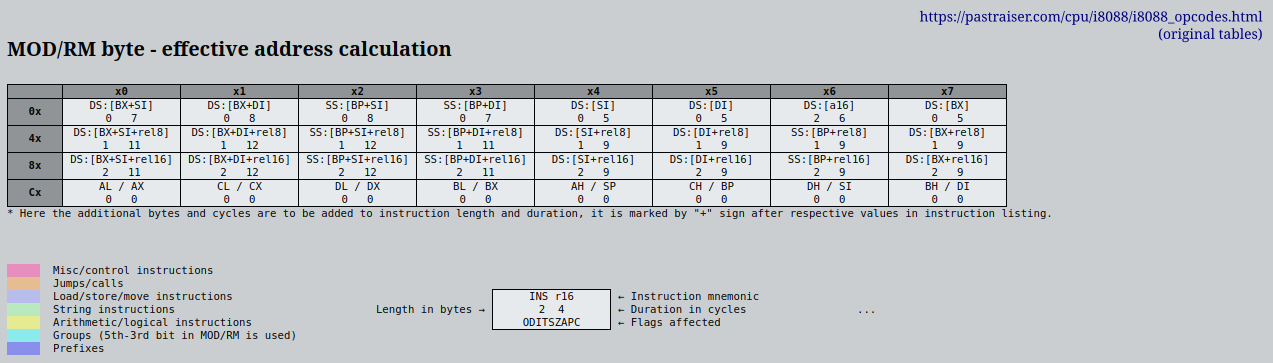 https://pastraiser.com/cpu/i8088/i8088_opcodes.html
(original tables)
MOD/RM byte - effective address calculation
x0 x1 x2 x3 x4 x5 x6 x7
0x DS:[BX+SI] DS:[BX+DI] SS:[BP+SI] SS:[BP+DI] DS:[SI] DS:[DI] DS:[a16] DS:[BX]
0 7 0 8 0 8 0 7 0 5 0 5 2 6 0 5
4x DS:[BX+SI+rel8] DS:[BX+DI+rel8] SS:[BP+SI+rel8] SS:[BP+DI+rel8] DS:[SI+rel8] DS:[DI+rel8] SS:[BP+rel8] DS:[BX+rel8]
1 11 1 12 1 12 1 11 1 9 1 9 1 9 1 9
8x DS:[BX+SI+rel16] DS:[BX+DI+rel16] SS:[BP+SI+rel16] SS:[BP+DI+rel16] DS:[SI+rel16] DS:[DI+rel16] SS:[BP+rel16] DS:[BX+rel16]
2 11 2 12 2 12 2 11 2 9 2 9 2 9 2 9
Cx AL / AX CL / CX DL / DX BL / BX AH / SP CH / BP DH / SI BH / DI
0 0 0 0 0 0 0 0 0 0 0 0 0 0 0 0
* Here the additional bytes and cycles are to be added to instruction length and duration, it is marked by "+" sign after respective values in instruction listing.
Misc/control instructions
Jumps/calls
Load/store/move instructions
String instructions
Arithmetic/logical instructions
Groups (5th-3rd bit in MOD/RM is used)
Prefixes
INS r16 ← Instruction mnemonic
Length in bytes → 2 4 ← Duration in cycles ...
ODITSZAPC ← Flags affected